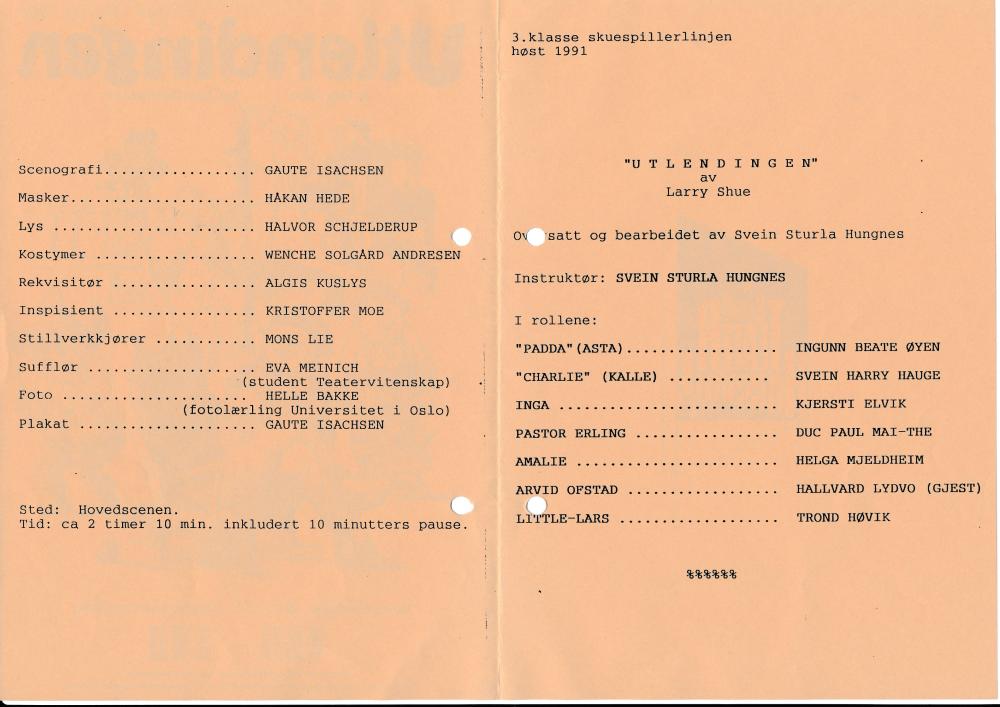 Scenografi.................. GAUTE ISACHSEN
Masker...................... HÅKAN HEDE
Lys ........................ HALVOR SCHJELDERUP
Kostymer ................... WENCHE SOLGÅRD ANDRESEN
Rekvisitør ................. ALGIS KUSLYS
Inspisient ................. KRISTOFFER MOE
Stillverkkjører ............ MONS LIE
Sufflør .................... EVA MEINICH
(student Teatervitenskap)
Foto ...................... HELLE BAKKE
(fotolærling Universitet i Oslo)
Plakat ..................... GAUTE ISACHSEN
Sted: Hovedscenen.
Tid: ca 2 timer 10 min. inkludert 10 minutters pause.
3.klasse skuespillerlinjen
høst 1991
"U T L E N D I N G E N"
av
Larry Shue
og bearbeidet av Svein Sturla Hungnes
Instruktør: SVEIN STURLA HUNGNES
I rollene:
"PADDA"(ASTA).................. INGUNN BEATE ØYEN
"CHARLIE" (KALLE) ............ SVEIN HARRY HAUGE
INGA .......................... KJERSTI ELVIK
PASTOR ERLING ................. DUC PAUL MAI-THE
AMALIE ........................ HELGA MJELDHEIM
ARVID OFSTAD .................. HALLVARD LYDVO (GJEST)
LITTLE-LARS ................... TROND HØVIK
%%%%%%